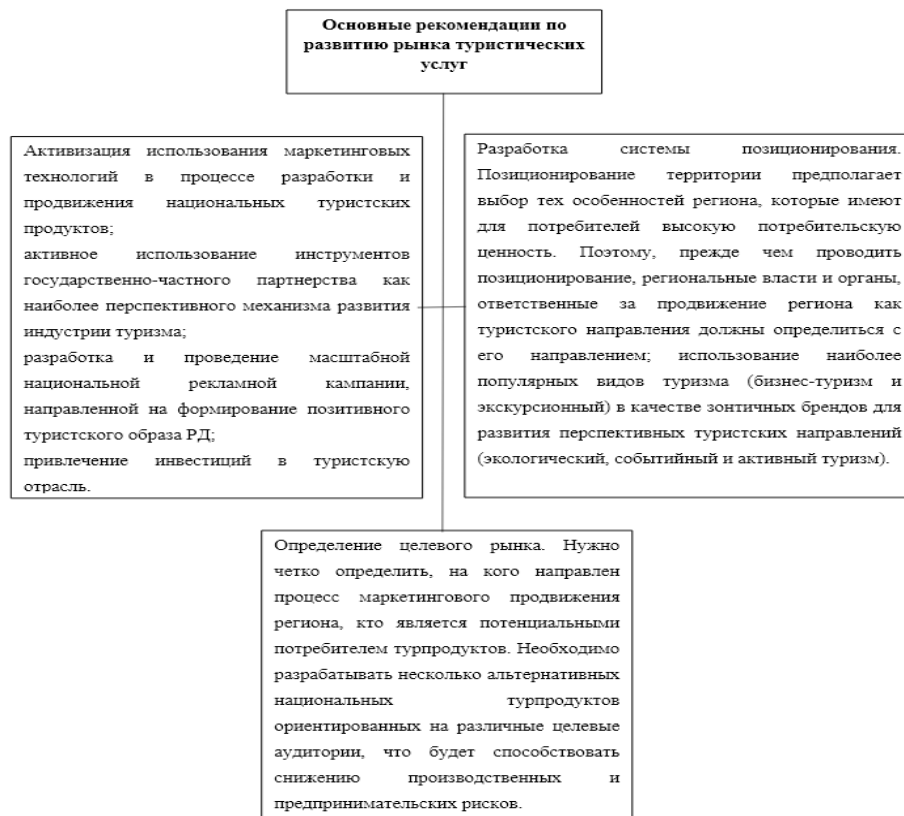 Основные рекомендации по
развитию рынка туристических
услуг
Активизация использования маркетинговых
технологий в процессе разработки и
продвижения национальных туристских
продуктов;
активное использование инструментов
государственно-частного партнерства как
наиболее перспективного механизма развития
индустрии туризма;
разработка и проведение масштабной
национальной рекламной кампании,
направленной на формирование позитивного
туристского образа РД;
привлечение инвестиций в туристскую
отрасль.
Разработка системы позиционирования.
Позиционирование территории предполагает
выбор тех особенностей региона, которые имеют
для потребителей высокую потребительскую
ценность. Поэтому, прежде чем проводить
позиционирование, региональные власти и органы,
ответственные за продвижение региона как
туристского направления должны определиться с
его направлением; использование наиболее
популярных видов туризма (бизнес-туризм и
экскурсионный) в качестве зонтичных брендов для
развития перспективных туристских направлений
(экологический, событийный и активный туризм).
Определение целевого рынка. Нужно
четко определить, на кого направлен
процесс маркетингового продвижения
региона, кто является потенциальными
потребителем турпродуктов. Необходимо
разрабатывать несколько альтернативных
национальных турпродуктов
ориентированных на различные целевые
аудитории, что будет способствовать
снижению производственных и
предпринимательских рисков.